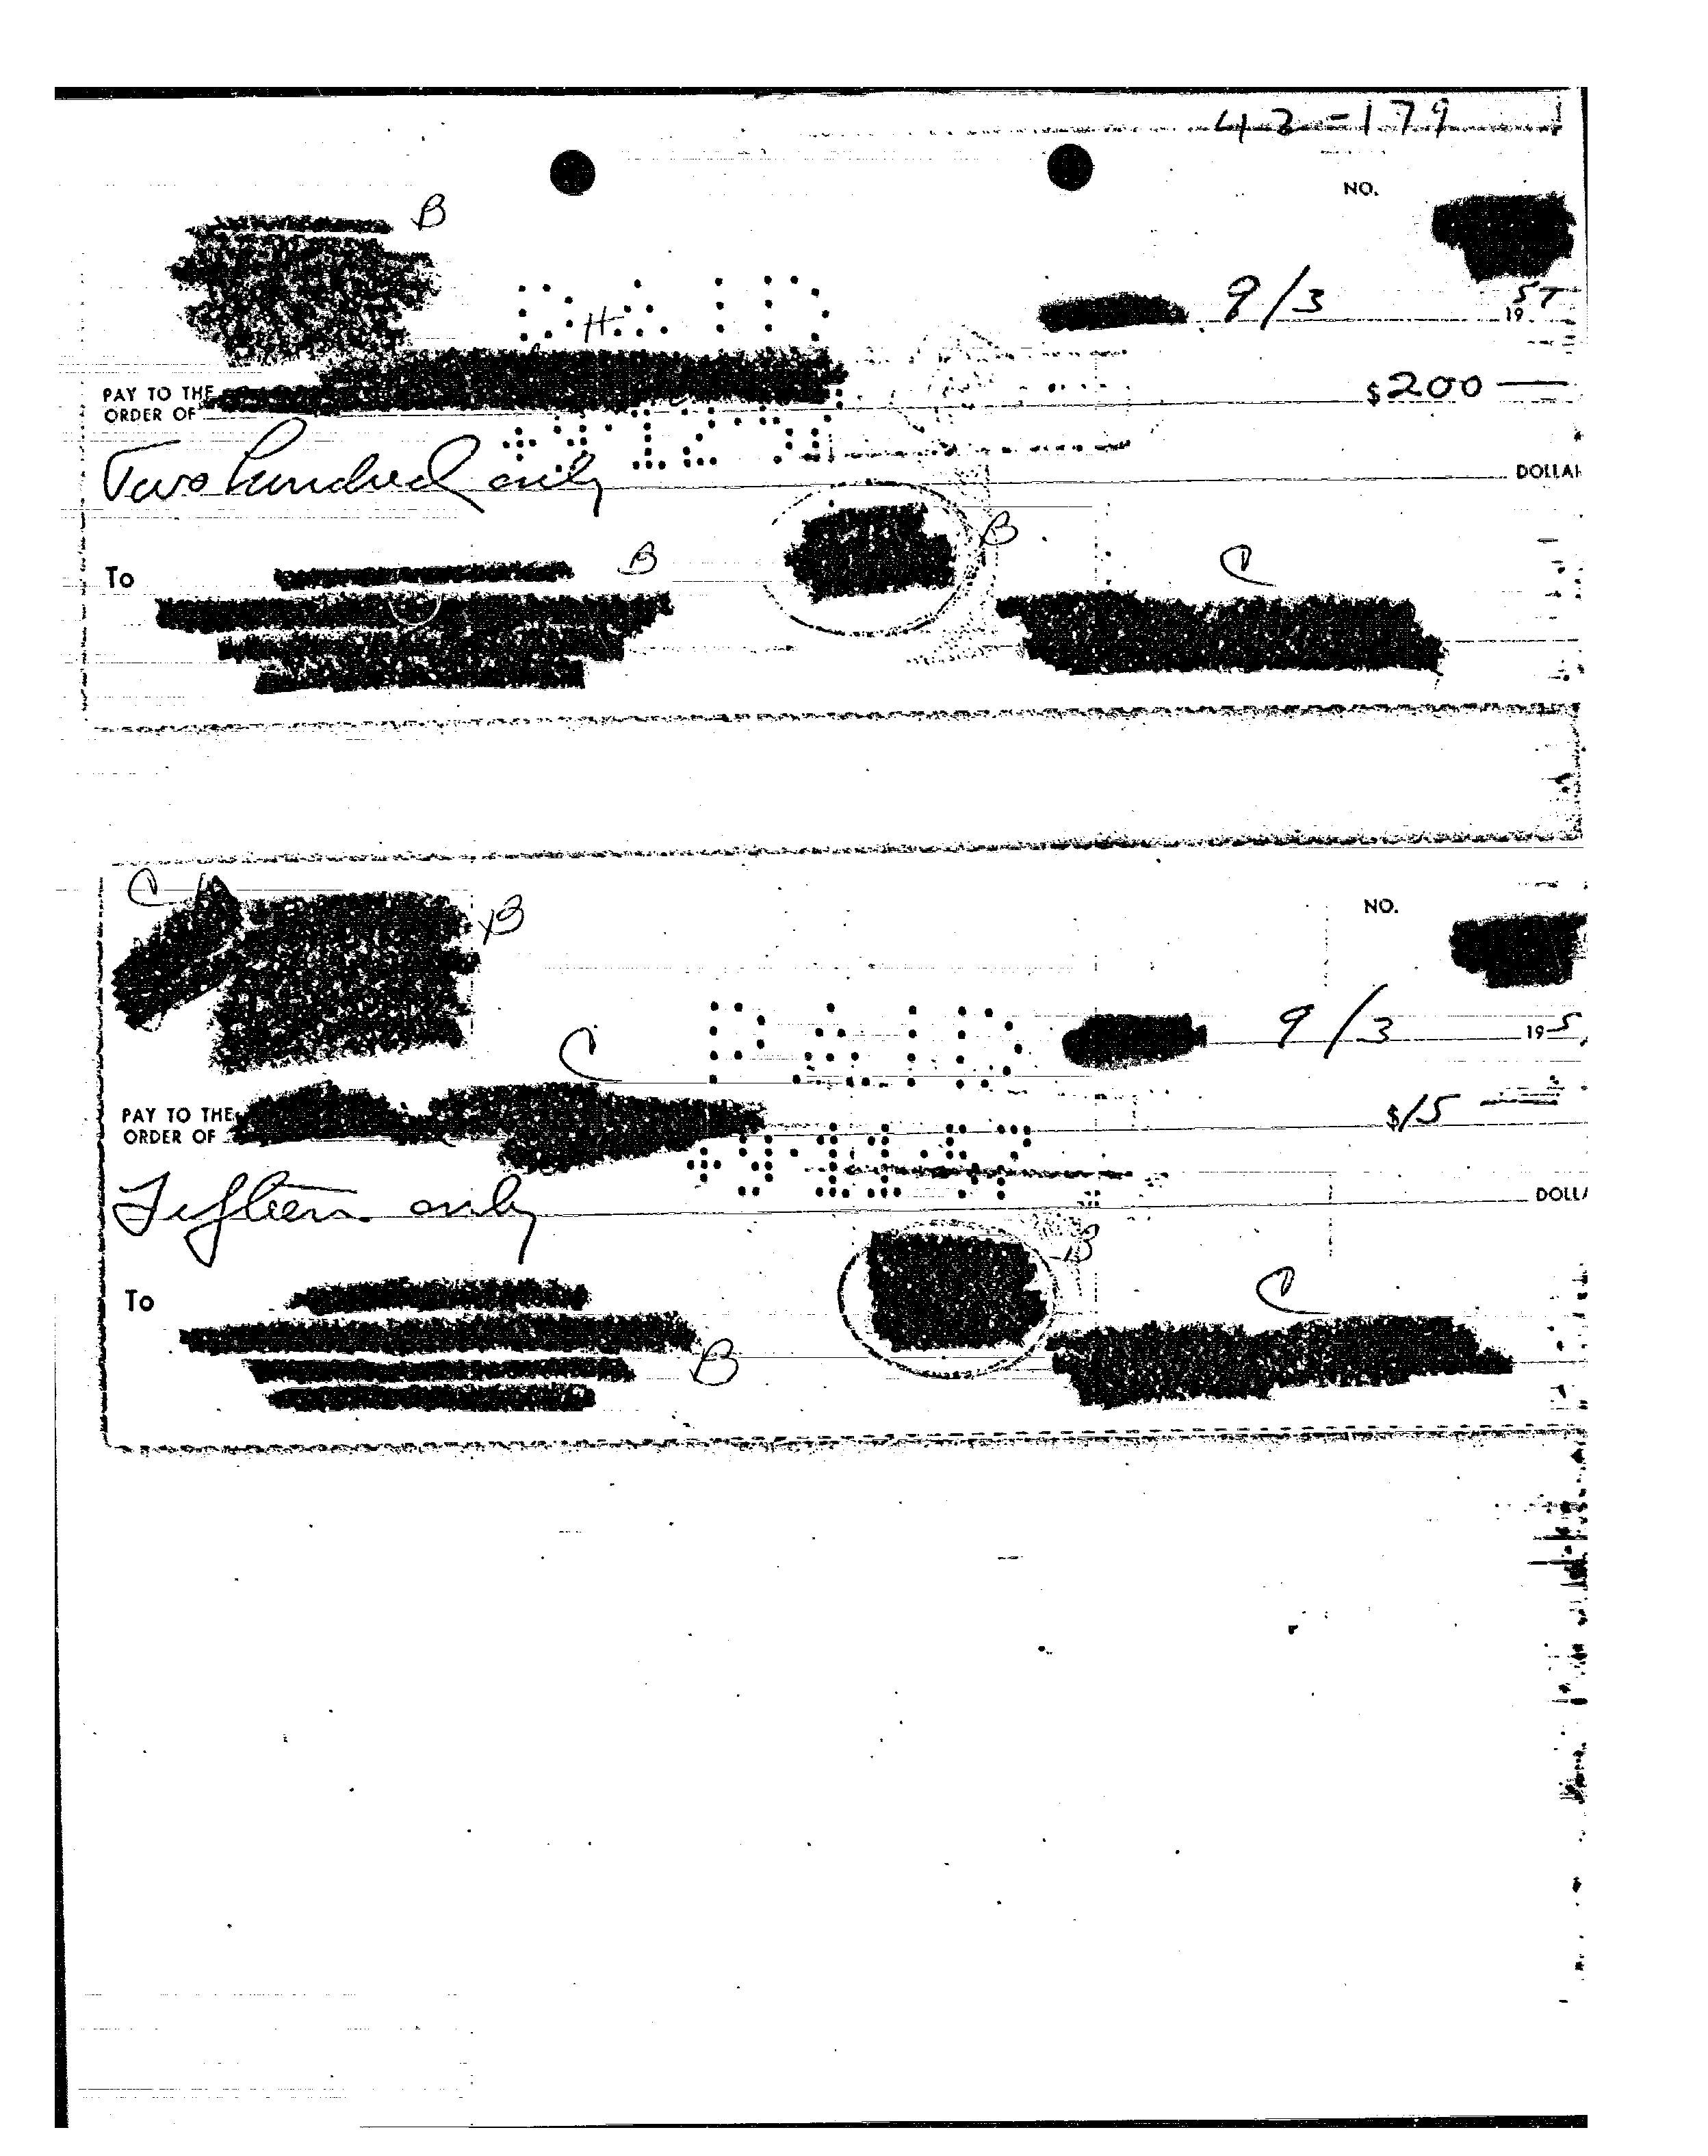 42-179
NO.
B
PAID
H
9/3 1957
PAY TO THE
ORDER OF $200
Two hundred only DOLLAR
B
B
C
To
C
B
NO.
PAID
9/3 195
C
PAY TO THE
ORDER OF $15
Fifteen only DOLLA
B
C
To
B